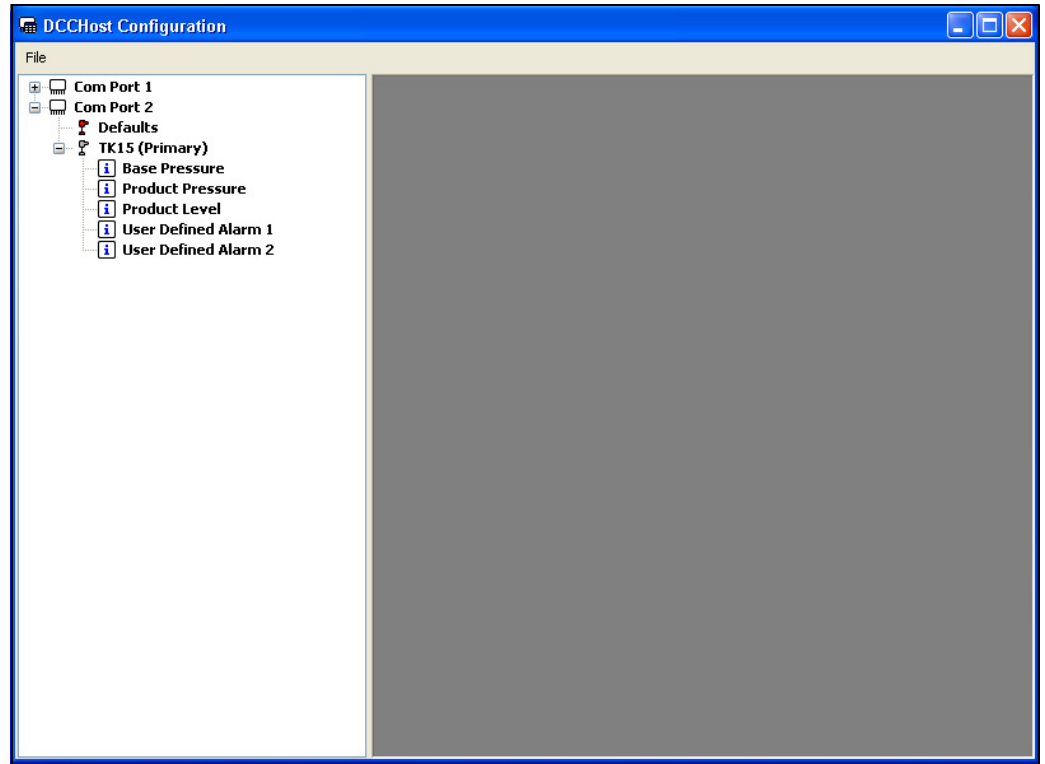 DCCHost Configuration
File
Com Port 1
Com Port 2
Defaults
TK15 (Primary)
i Base Pressure
i Product Pressure
i Product Level
i User Defined Alarm 1
i User Defined Alarm 2